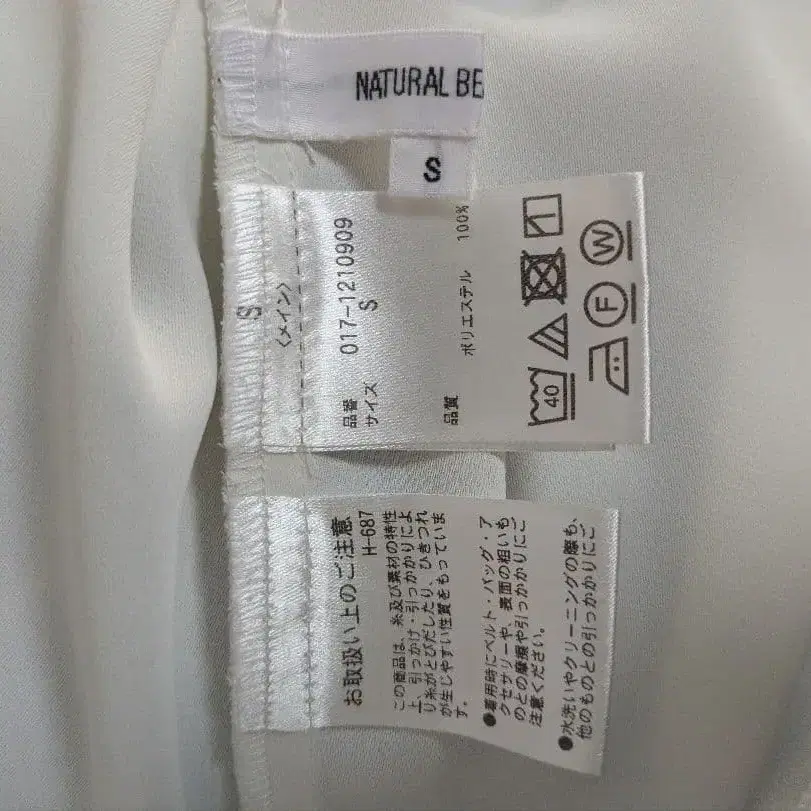 NATURAL BE
S
S
〈メイン〉
品番 017-1210909
サイズ S
品質 ポリエステル 100%
40
F W
お取扱い上のご注意
H-687
この商品は、糸及び素材の特性
上、引っかけ・引っかかりによ
り糸がとびだしたり、ひきつれ
が生じやすい性質をもっていま
す。
●着用時にベルト・バッグ・ア
クセサリーや、表面の粗いも
のとの摩擦や引っかかりにご
注意ください。
●水洗いやクリーニングの際も、
他のものとの引っかかりにご